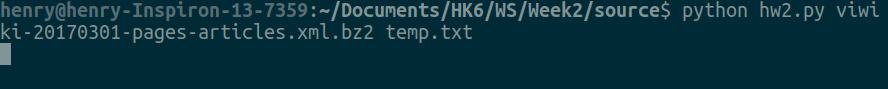 henry@henry-Inspiron-13-7359:~/Documents/HK6/WS/Week2/source$ python hw2.py viwi
ki-20170301-pages-articles.xml.bz2 temp.txt